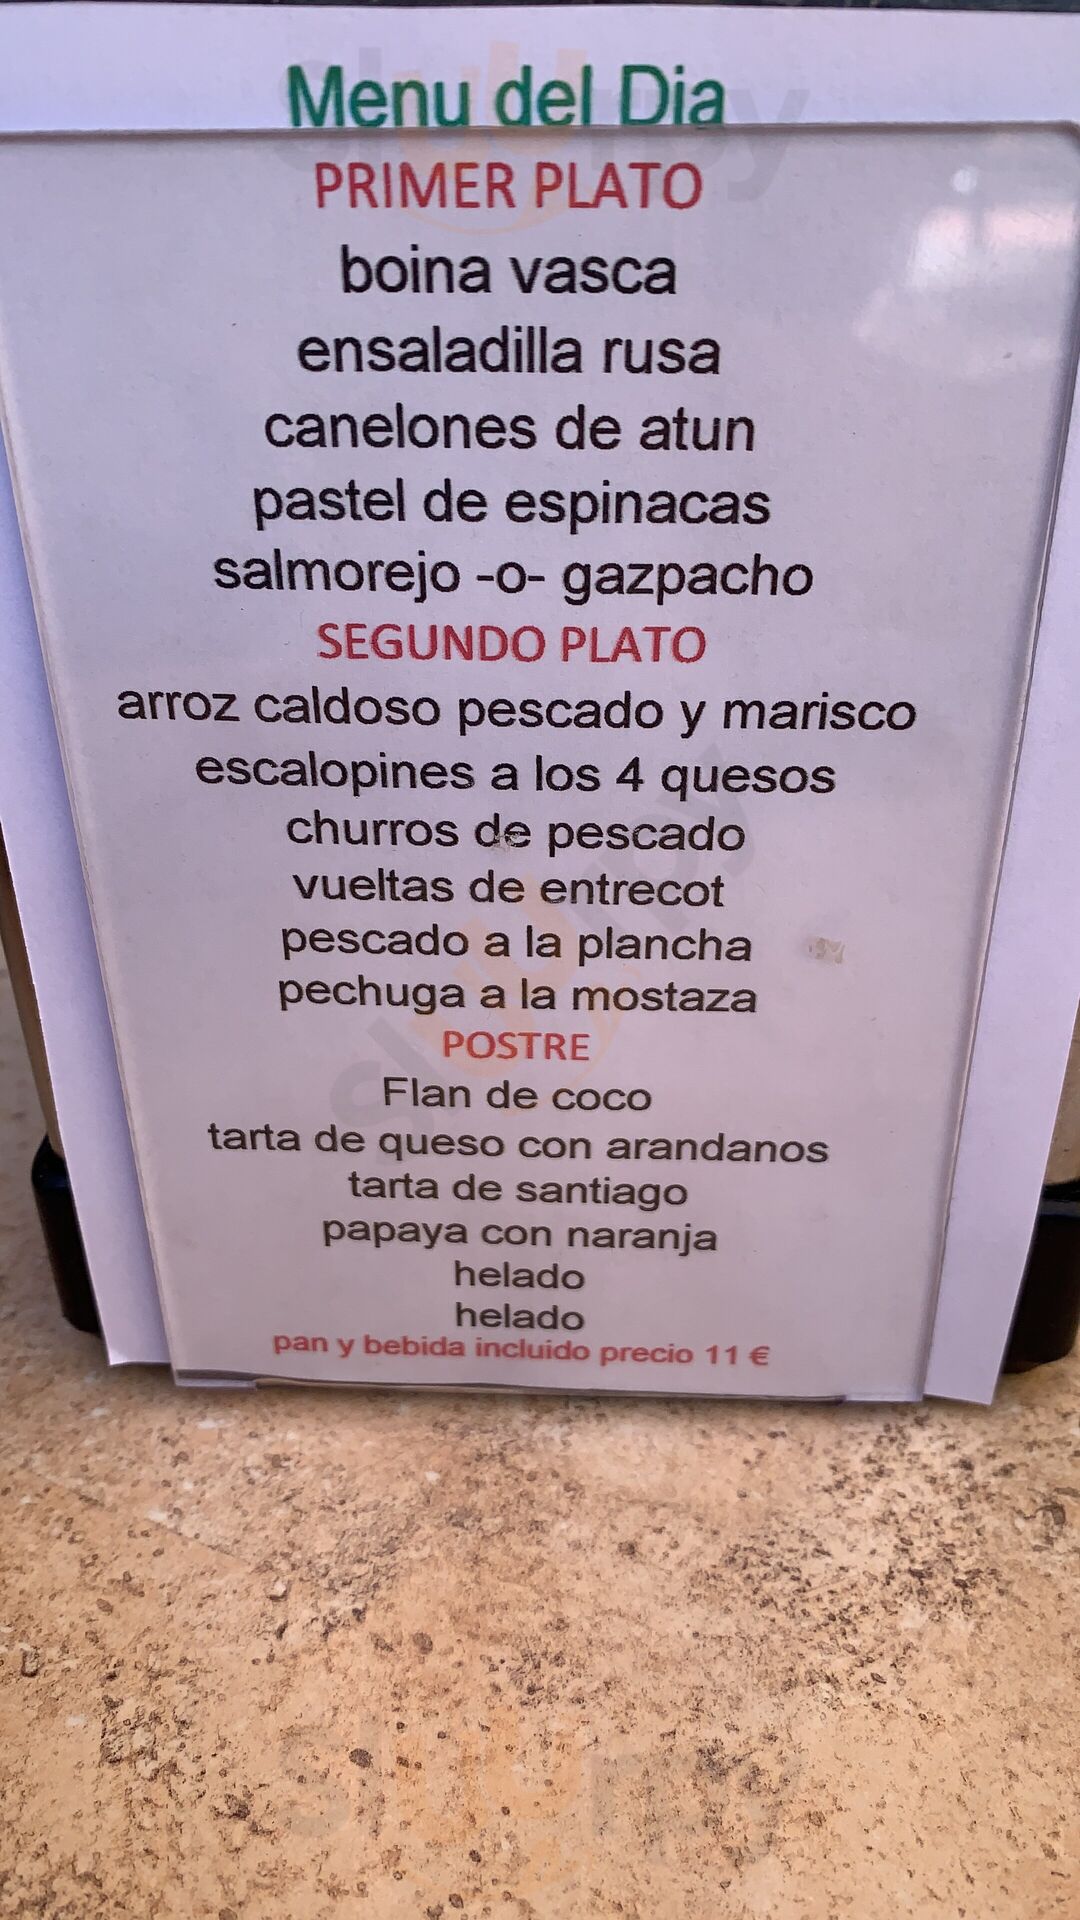 Menu del Dia
PRIMER PLATO
boina vasca
ensaladilla rusa
canelones de atun
pastel de espinacas
salmorejo -o- gazpacho
SEGUNDO PLATO
arroz caldoso pescado y marisco
escalopines a los 4 quesos
churros de pescado
vueltas de entrecot
pescado a la plancha
pechuga a la mostaza
POSTRE
Flan de coco
tarta de queso con arandanos
tarta de santiago
papaya con naranja
helado
helado
pan y bebida incluido precio 11 €